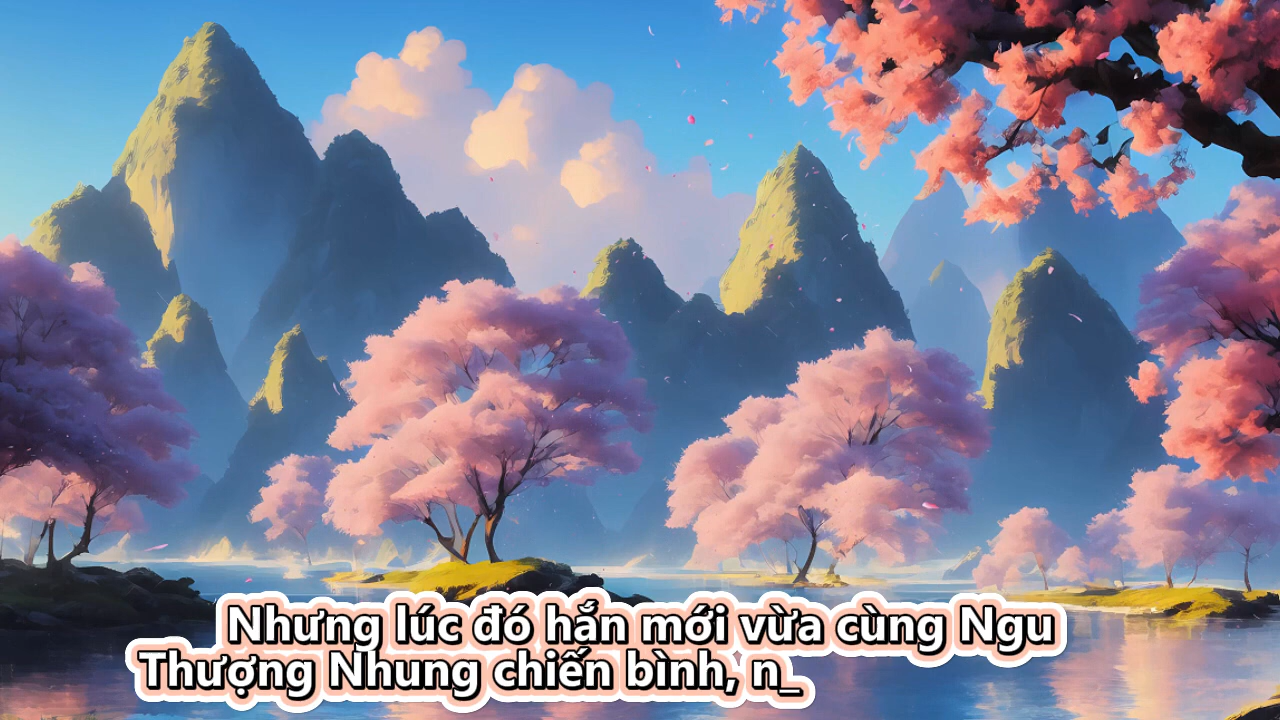 Nhưng lúc đó hắn mới vừa cùng Ngu
Thượng Nhung chiến bình, n_